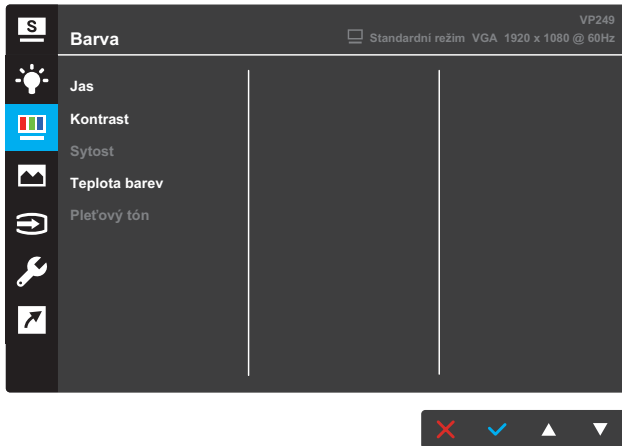 S
VP249
Barva
Standardní režim VGA 1920 x 1080 @ 60Hz
Jas
Kontrast
Sytost
Teplota barev
Pleťový tón